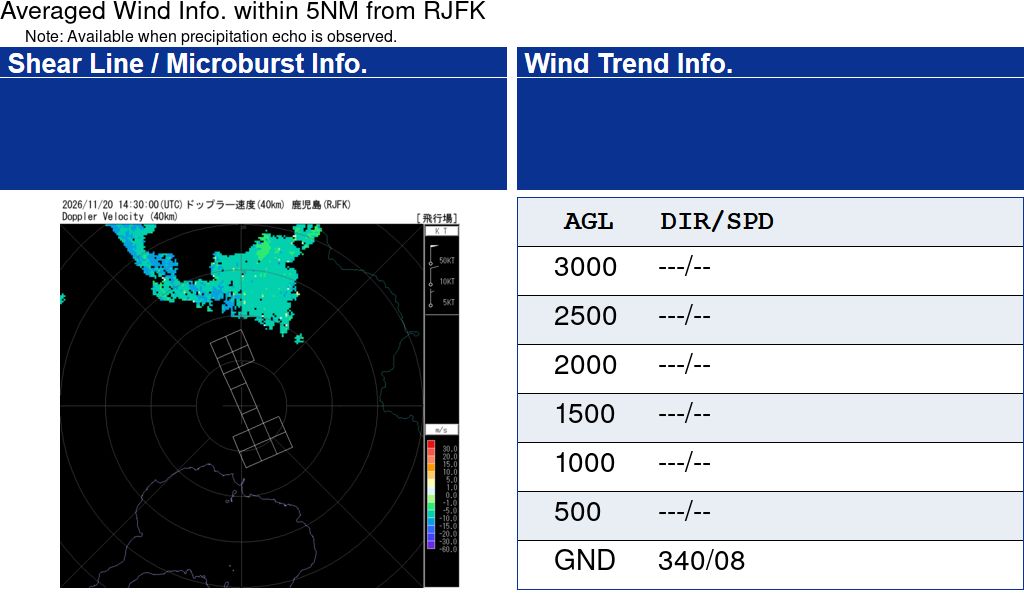 Averaged Wind Info. within 5NM from RJFK
Note: Available when precipitation echo is observed.
Shear Line / Microburst Info.
Wind Trend Info.
2026/11/20 14:30:00(UTC) ドップラー速度(40km) 鹿児島(RJFK)
Doppler Velocity (40km)
[飛行場]
KT
50KT
10KT
5KT
m/s
30.0
20.0
15.0
10.0
5.0
1.0
0.0
-1.0
-5.0
-10.0
-15.0
-20.0
-30.0
-60.0
AGL DIR/SPD
3000 ---/--
2500 ---/--
2000 ---/--
1500 ---/--
1000 ---/--
500 ---/--
GND 340/08